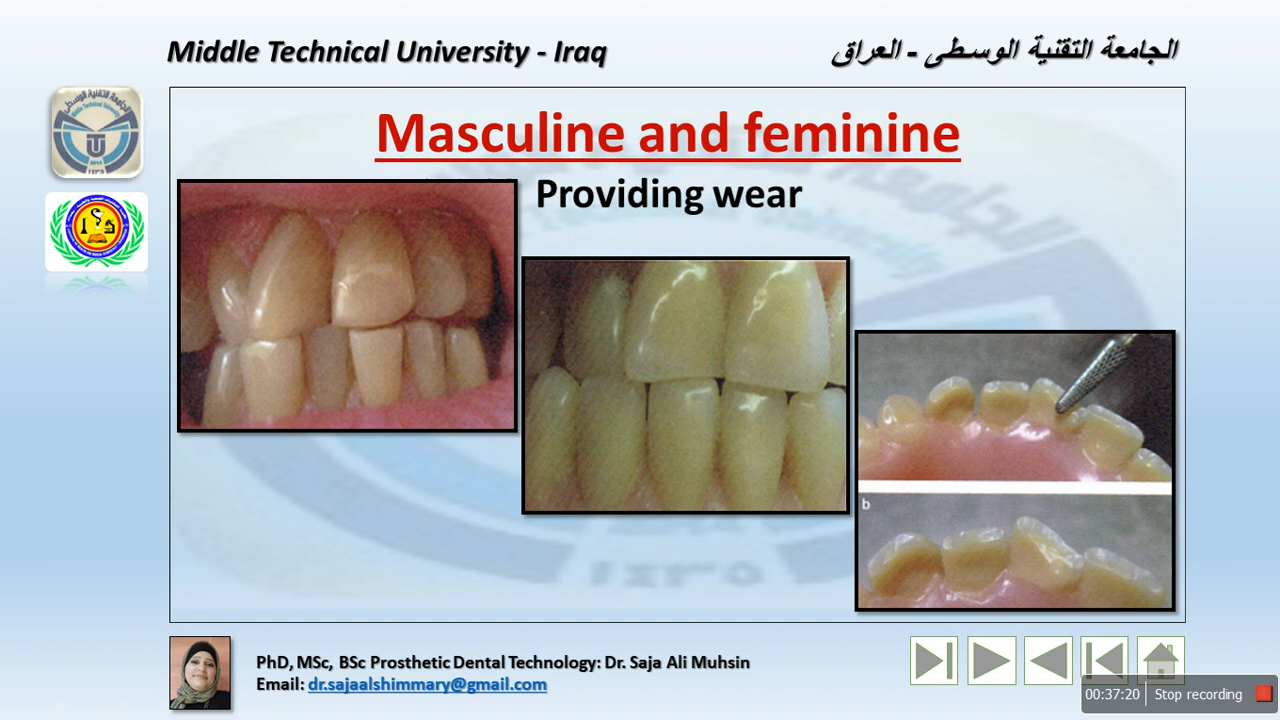 Middle Technical University - Iraq
الجامعة التقنية الوسطى - العراق
Masculine and feminine
Providing wear
b
PhD, MSc, BSc Prosthetic Dental Technology: Dr. Saja Ali Muhsin
Email: dr.sajaalshimmary@gmail.com
00:37:20 Stop recording